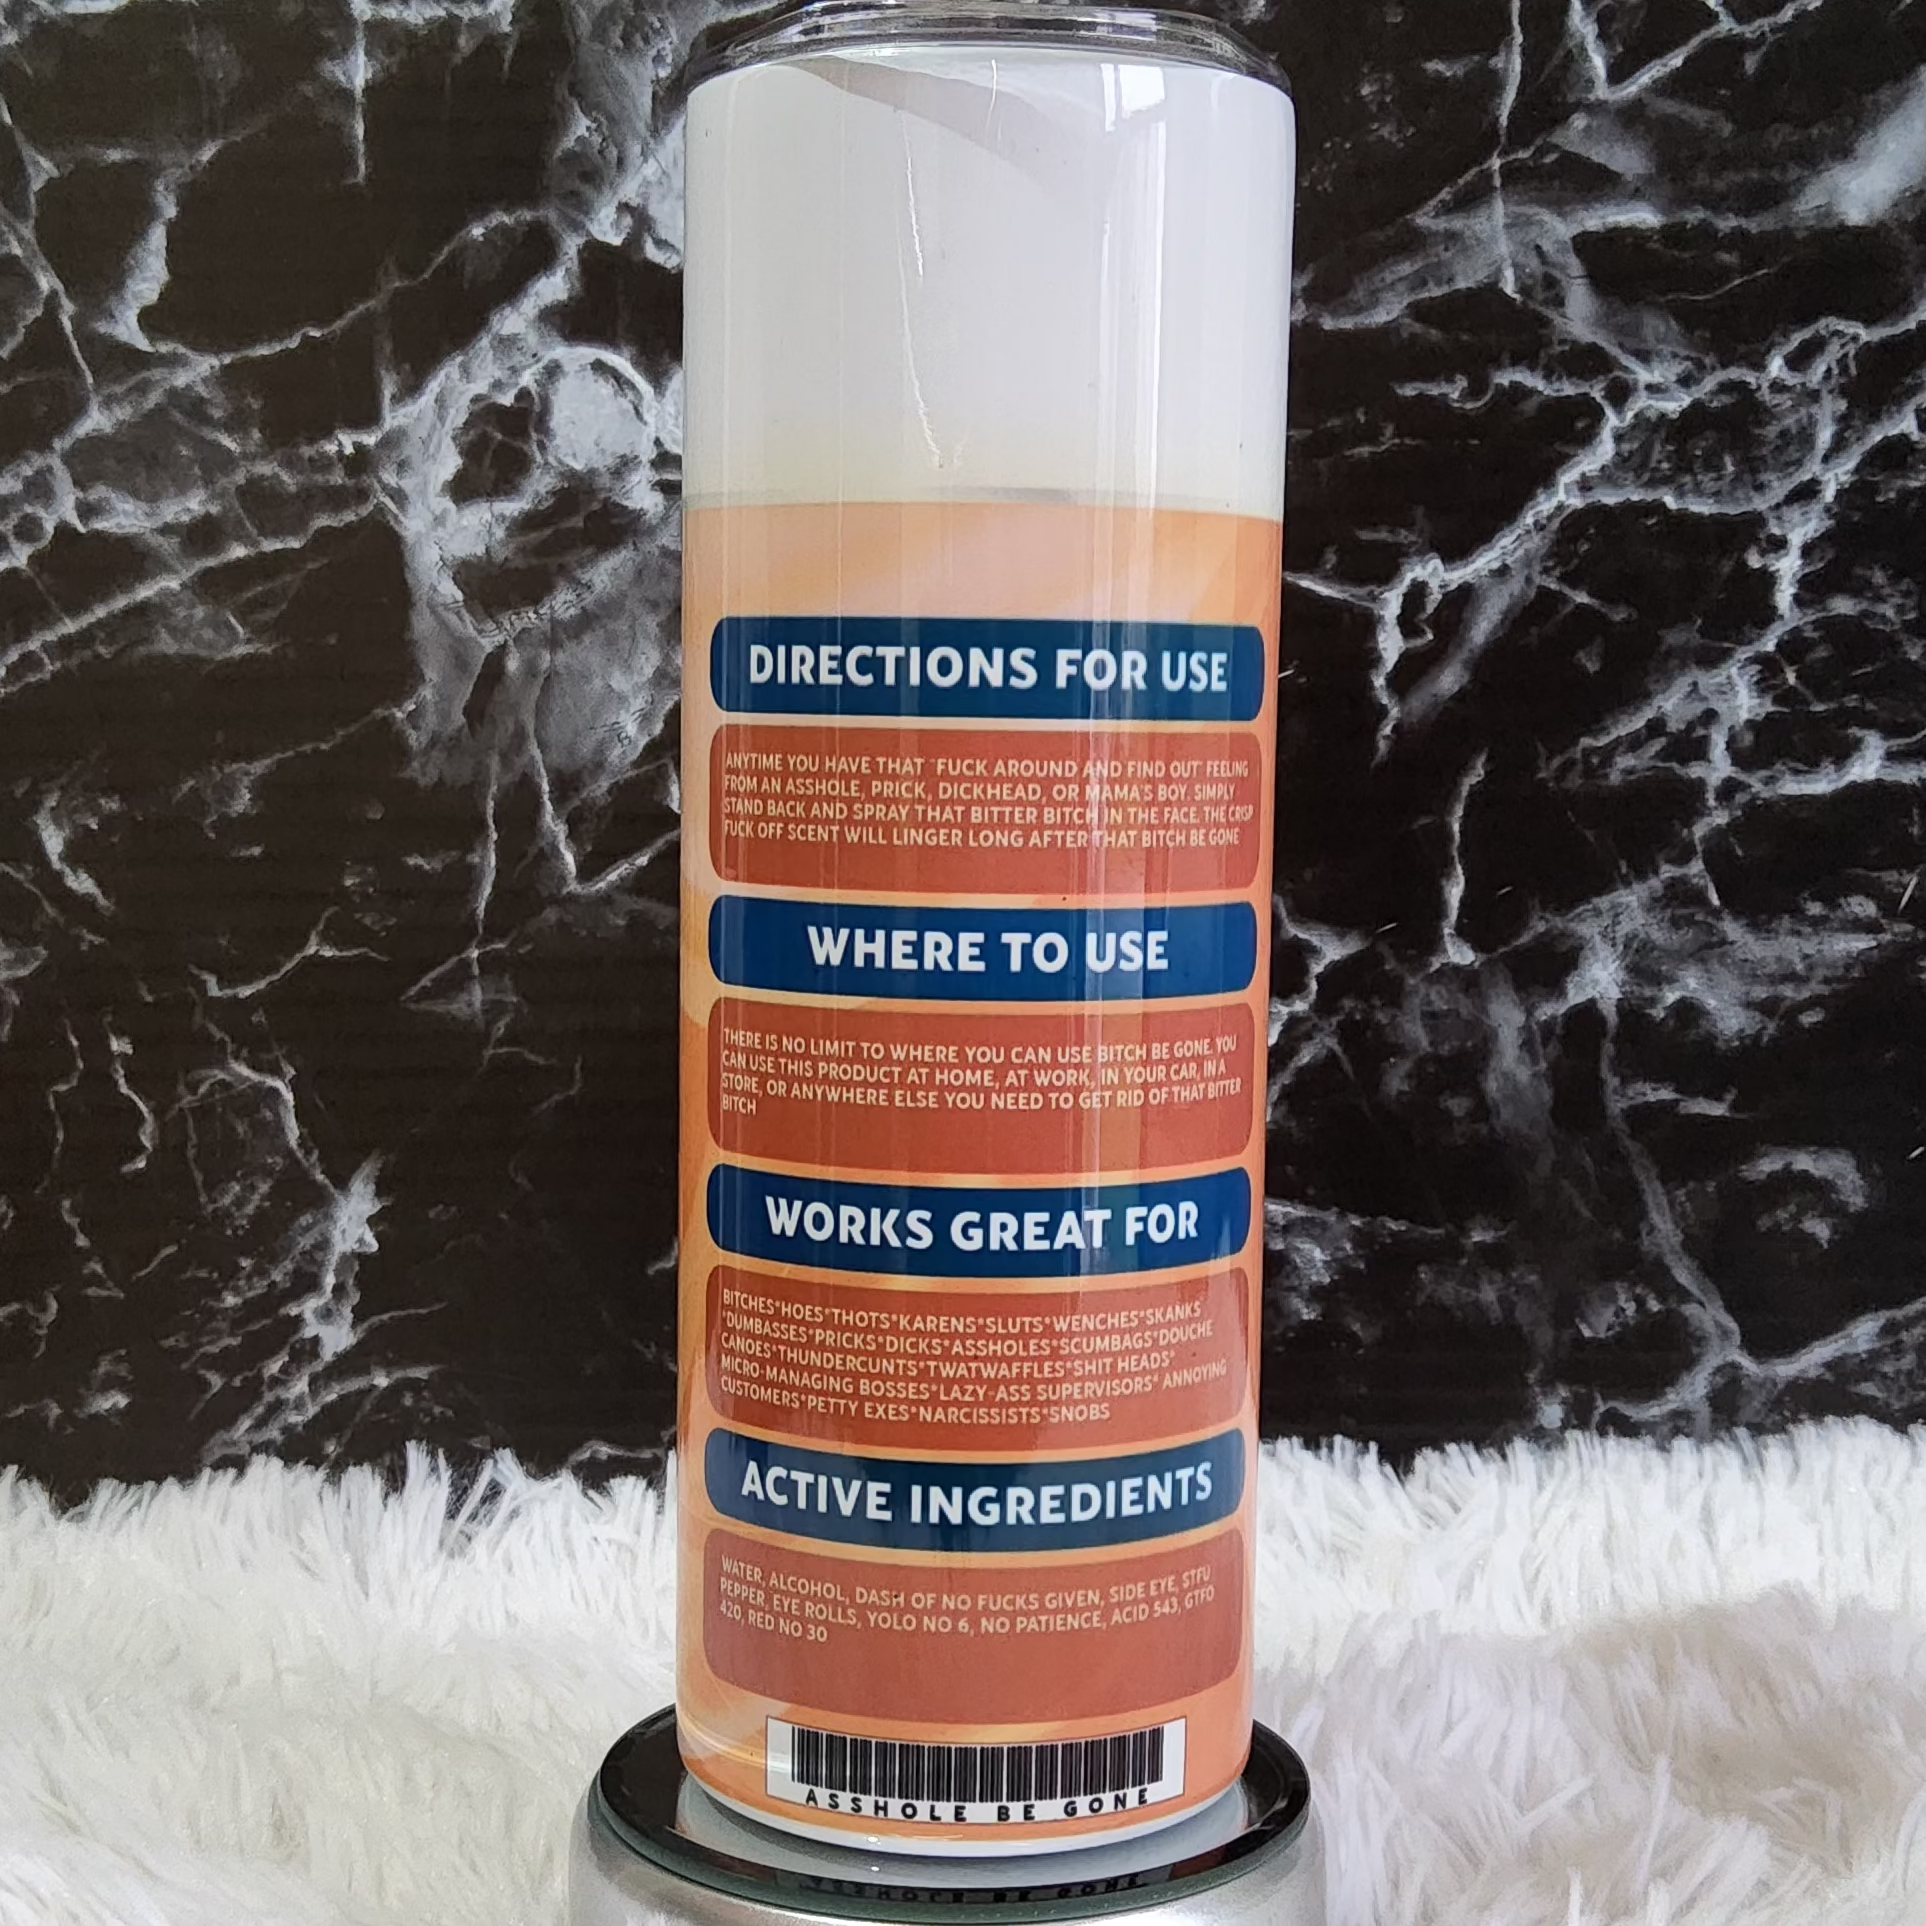 DIRECTIONS FOR USE
ANYTIME YOU HAVE THAT "FUCK AROUND AND FIND OUT" FEELING
FROM AN ASSHOLE, PRICK, DICKHEAD, OR MAMA'S BOY. SIMPLY
STAND BACK AND SPRAY THAT BITTER BITCH IN THE FACE. THE CRISP
FUCK OFF SCENT WILL LINGER LONG AFTER THAT BITCH BE GONE
WHERE TO USE
THERE IS NO LIMIT TO WHERE YOU CAN USE BITCH BE GONE. YOU
CAN USE THIS PRODUCT AT HOME, AT WORK, IN YOUR CAR, IN A
STORE, OR ANYWHERE ELSE YOU NEED TO GET RID OF THAT BITTER
BITCH
WORKS GREAT FOR
BITCHES*HOES*THOTS*KARENS*SLUTS*WENCHES*SKANKS
*DUMBASSES*PRICKS*DICKS*ASSHOLES*SCUMBAGS*DOUCHE
CANOES*THUNDERCUNTS*TWATWAFFLES*SHIT HEADS*
MICRO-MANAGING BOSSES*LAZY-ASS SUPERVISORS* ANNOYING
CUSTOMERS*PETTY EXES*NARCISSISTS*SNOBS
ACTIVE INGREDIENTS
WATER, ALCOHOL, DASH OF NO FUCKS GIVEN, SIDE EYE, STFU
PEPPER, EYE ROLLS, YOLO NO 6, NO PATIENCE, ACID 543, GTFO
420, RED NO 30
ASSHOLE BE GONE